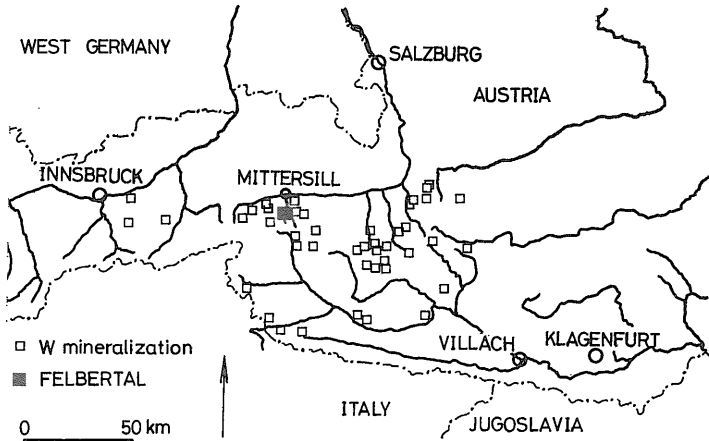 WEST GERMANY
SALZBURG
AUSTRIA
INNSBRUCK
MITTERSILL
W mineralization
VILLACH
KLAGENFURT
FELBERTAL
0 50 km
ITALY
JUGOSLAVIA